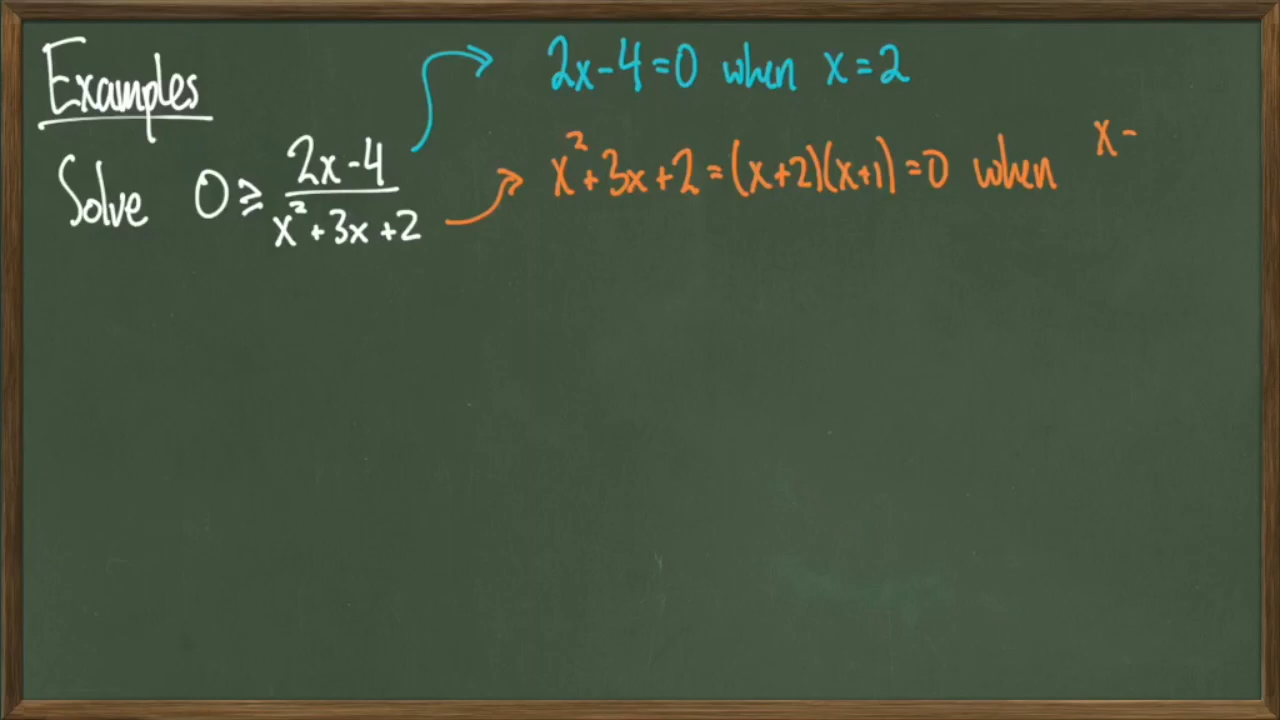 Examples
Solve 0 ≥ (2x-4)/(x²+3x+2)
2x-4=0 when x=2
x²+3x+2=(x+2)(x+1)=0 when x -